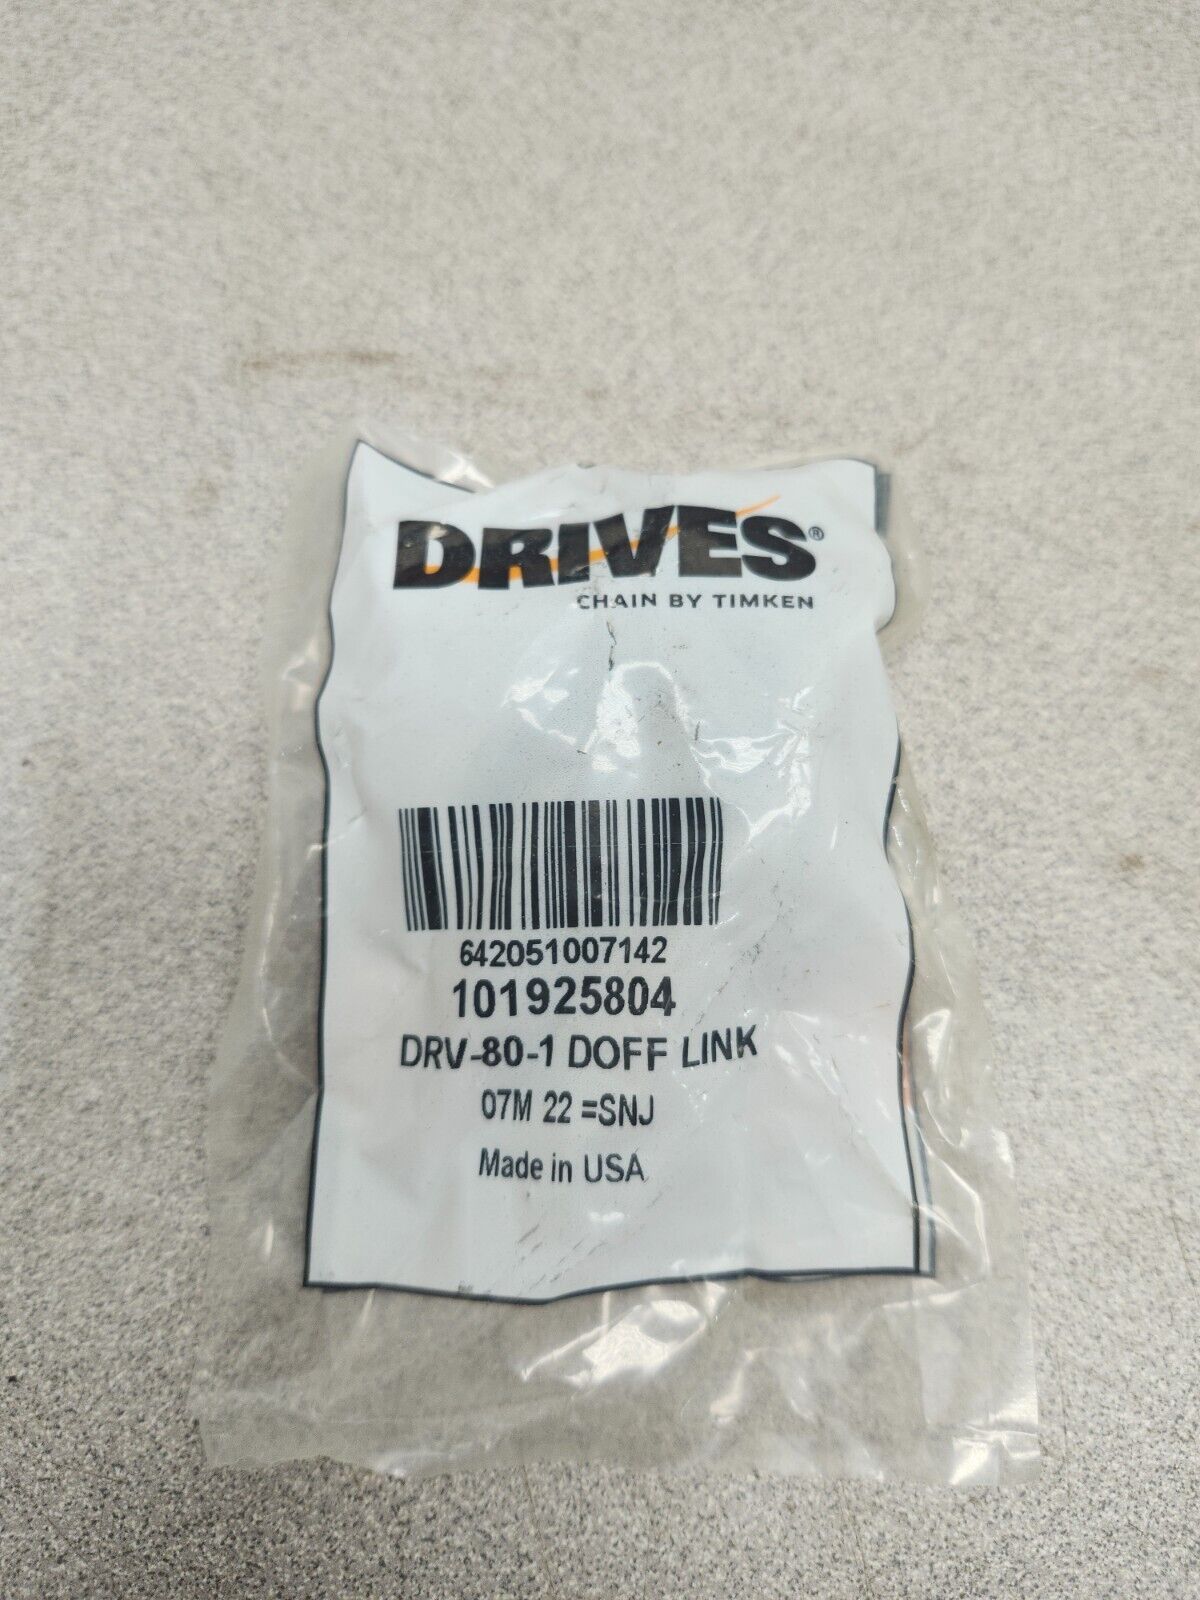 DRIVES®
CHAIN BY TIMKEN
642051007142
101925804
DRV-80-1 DOFF LINK
07M 22 =SNJ
Made in USA